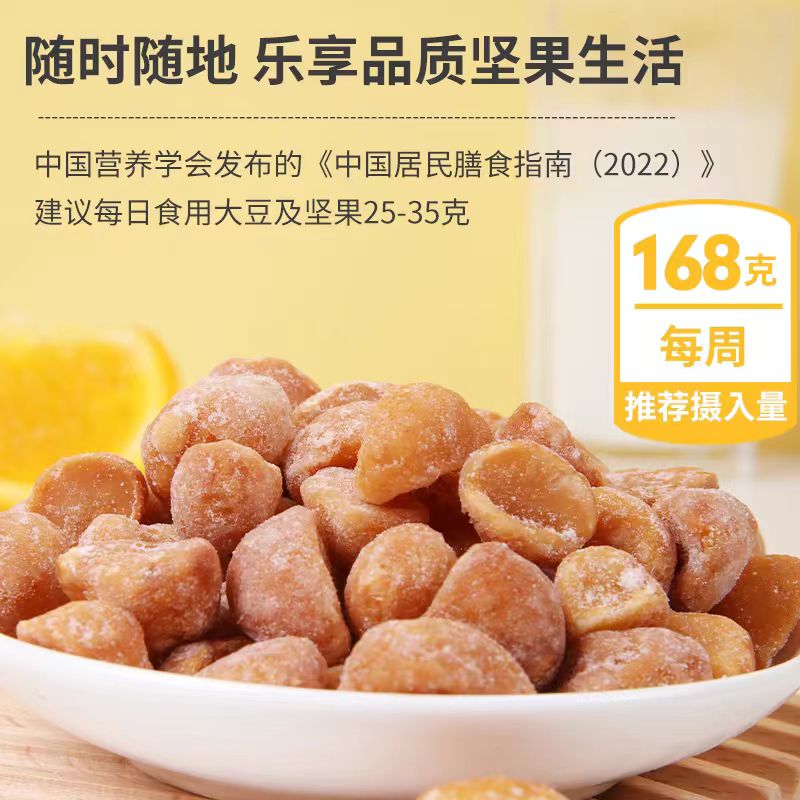 随时随地 乐享品质坚果生活
中国营养学会发布的《中国居民膳食指南（2022）》
建议每日食用大豆及坚果25-35克
168克
每周
推荐摄入量